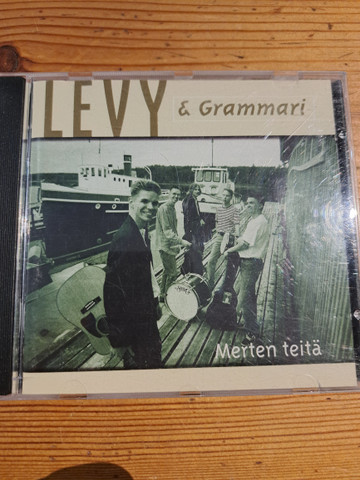 LEVY
& Grammari
Merten teitä